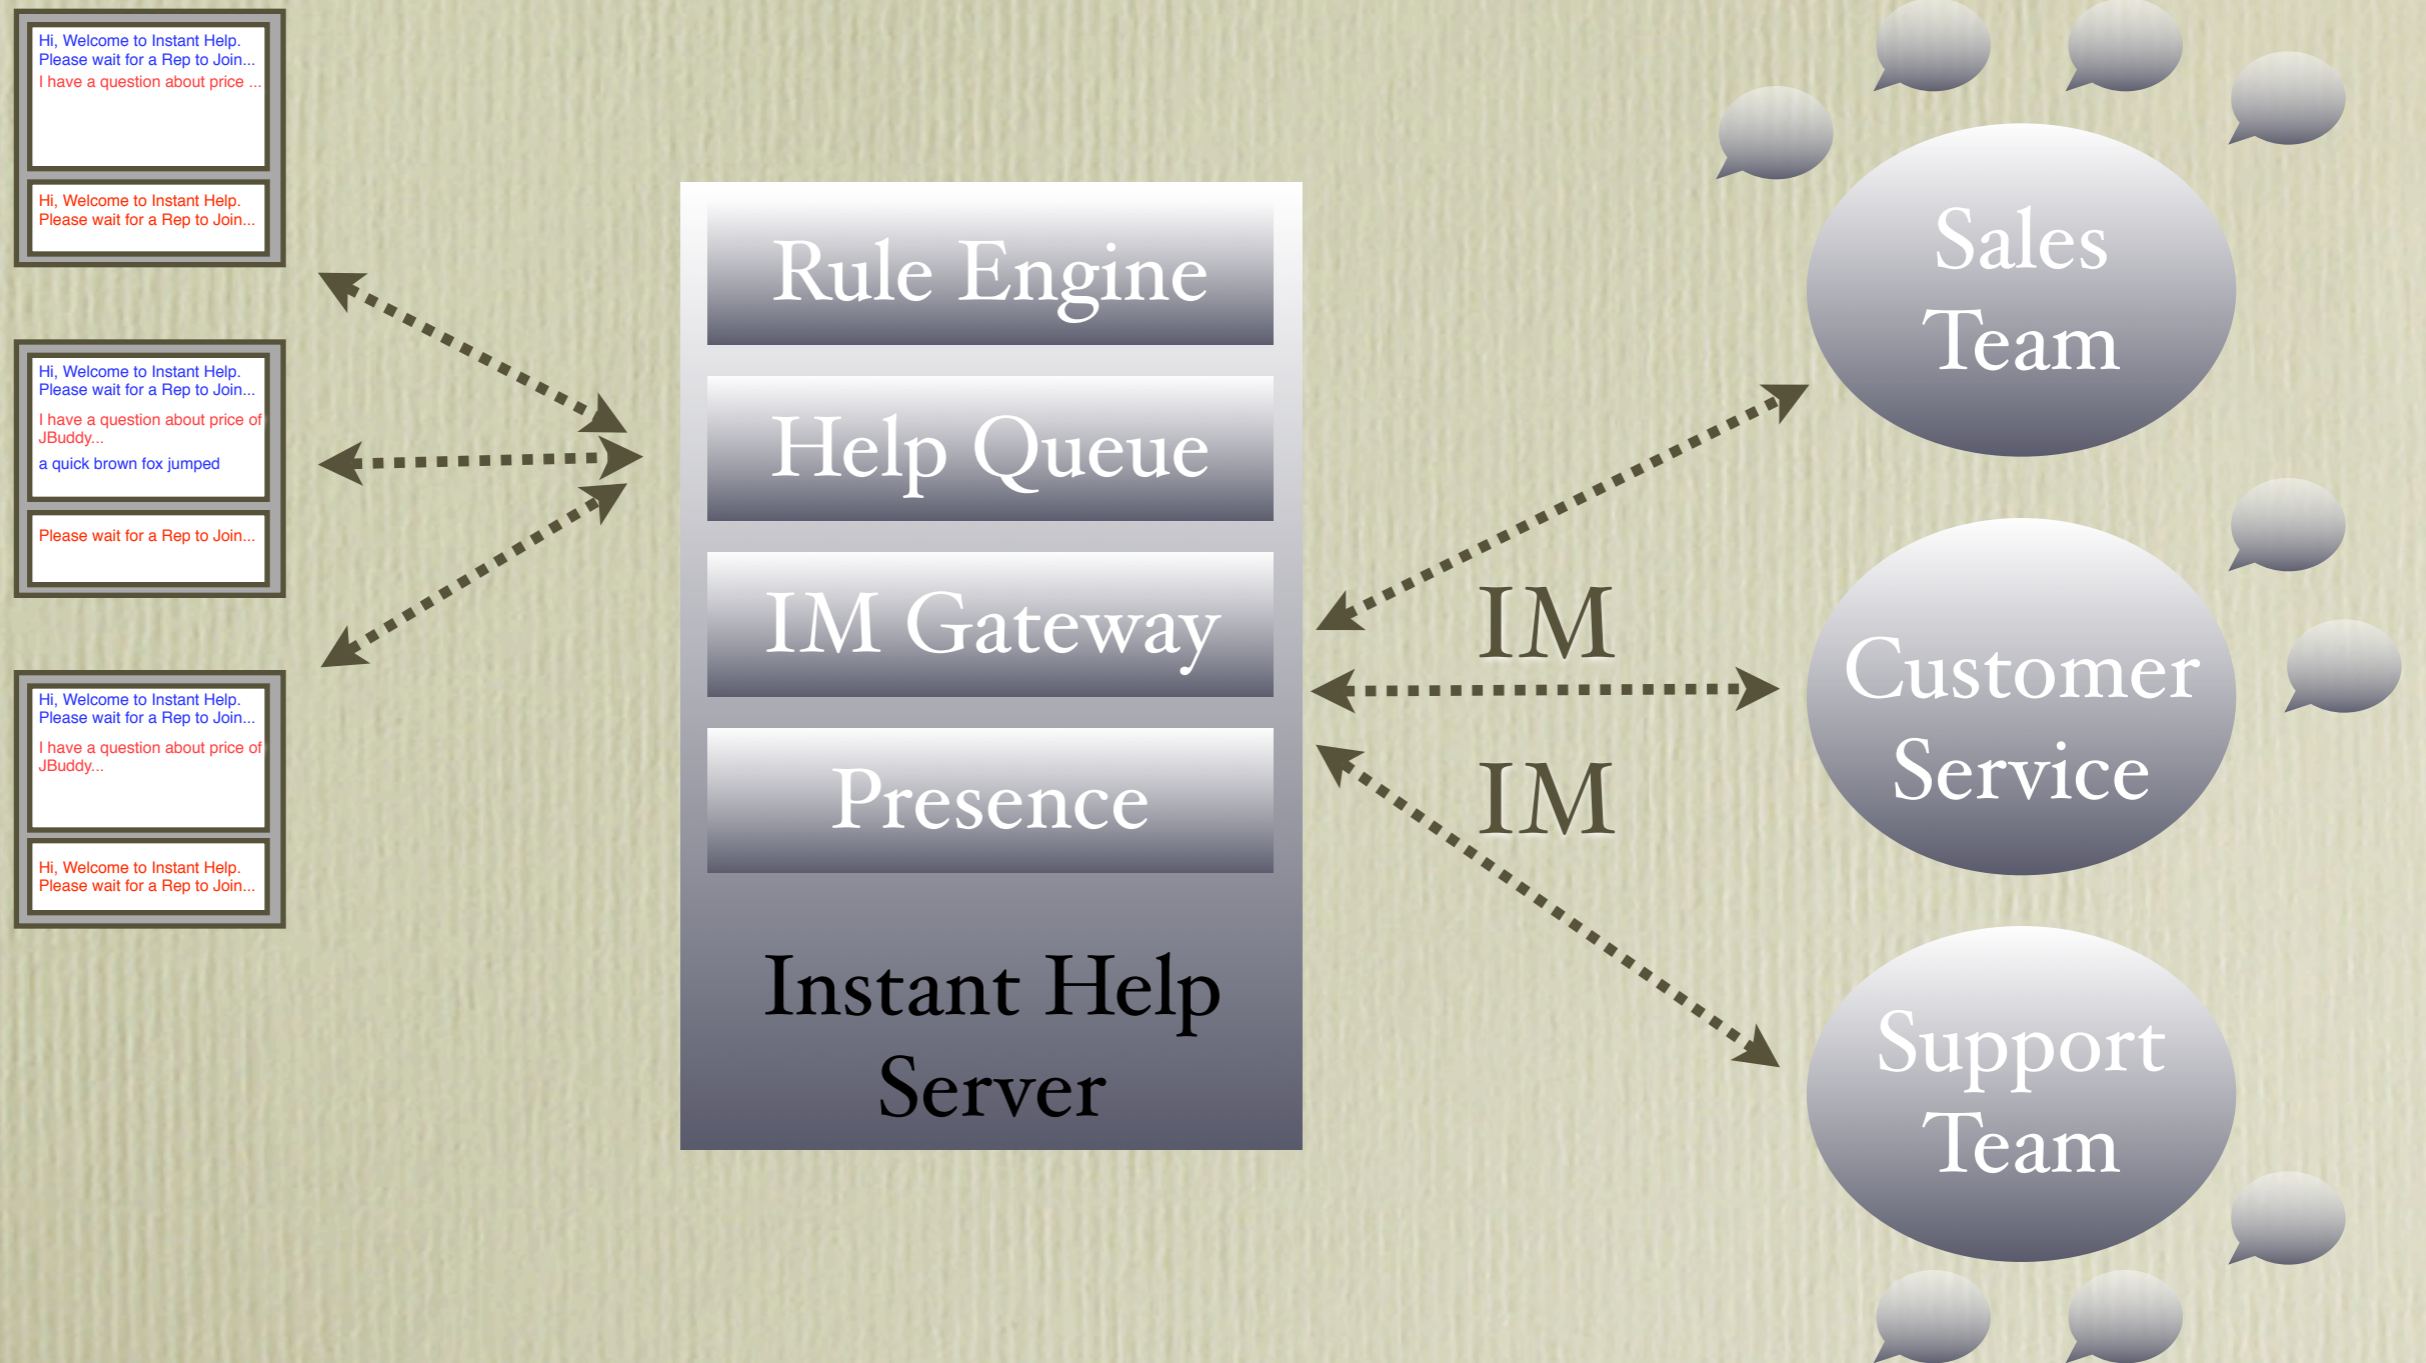 Hi, Welcome to Instant Help.
Please wait for a Rep to Join...
I have a question about price ...
Hi, Welcome to Instant Help.
Please wait for a Rep to Join...
Hi, Welcome to Instant Help.
Please wait for a Rep to Join...
I have a question about price of
JBuddy...
a quick brown fox jumped
Please wait for a Rep to Join...
Hi, Welcome to Instant Help.
Please wait for a Rep to Join...
I have a question about price of
JBuddy...
Hi, Welcome to Instant Help.
Please wait for a Rep to Join...
Rule Engine
Help Queue
IM Gateway
Presence
Instant Help
Server
IM
IM
Sales
Team
Customer
Service
Support
Team